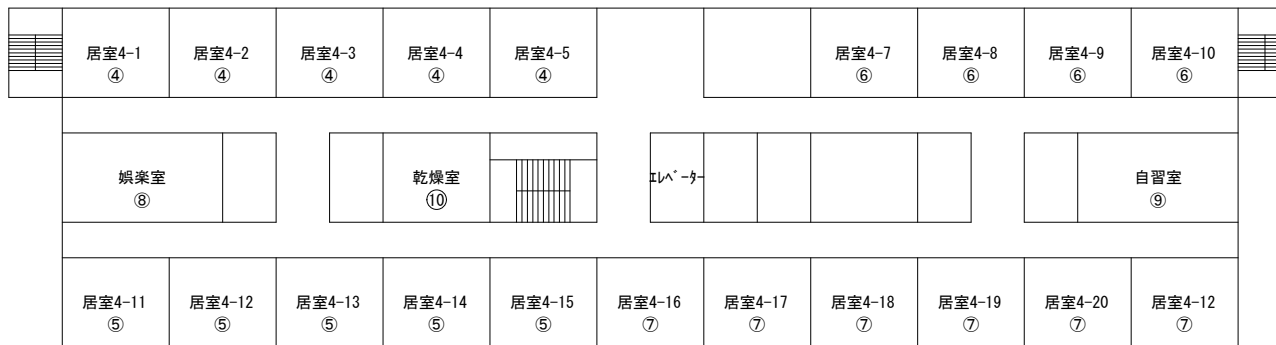 居室4-1 居室4-2 居室4-3 居室4-4 居室4-5 居室4-7 居室4-8 居室4-9 居室4-10
④ ④ ④ ④ ④ ⑥ ⑥ ⑥ ⑥
娯楽室 乾燥室 ｴﾚﾍﾞｰﾀｰ 自習室
⑧ ⑩ ⑨
居室4-11 居室4-12 居室4-13 居室4-14 居室4-15 居室4-16 居室4-17 居室4-18 居室4-19 居室4-20 居室4-12
⑤ ⑤ ⑤ ⑤ ⑤ ⑦ ⑦ ⑦ ⑦ ⑦ ⑦